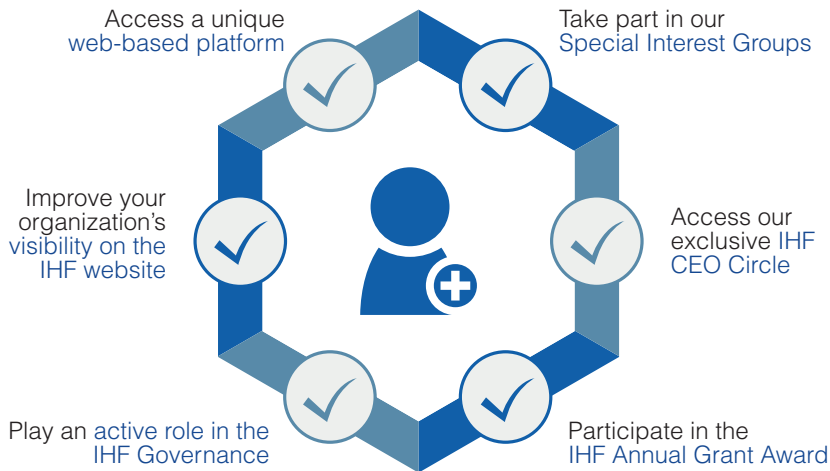 Access a unique
web-based platform
Take part in our
Special Interest Groups
Improve your
organization's
visibility on the
IHF website
Access our
exclusive IHF
CEO Circle
Play an active role in the
IHF Governance
Participate in the
IHF Annual Grant Award